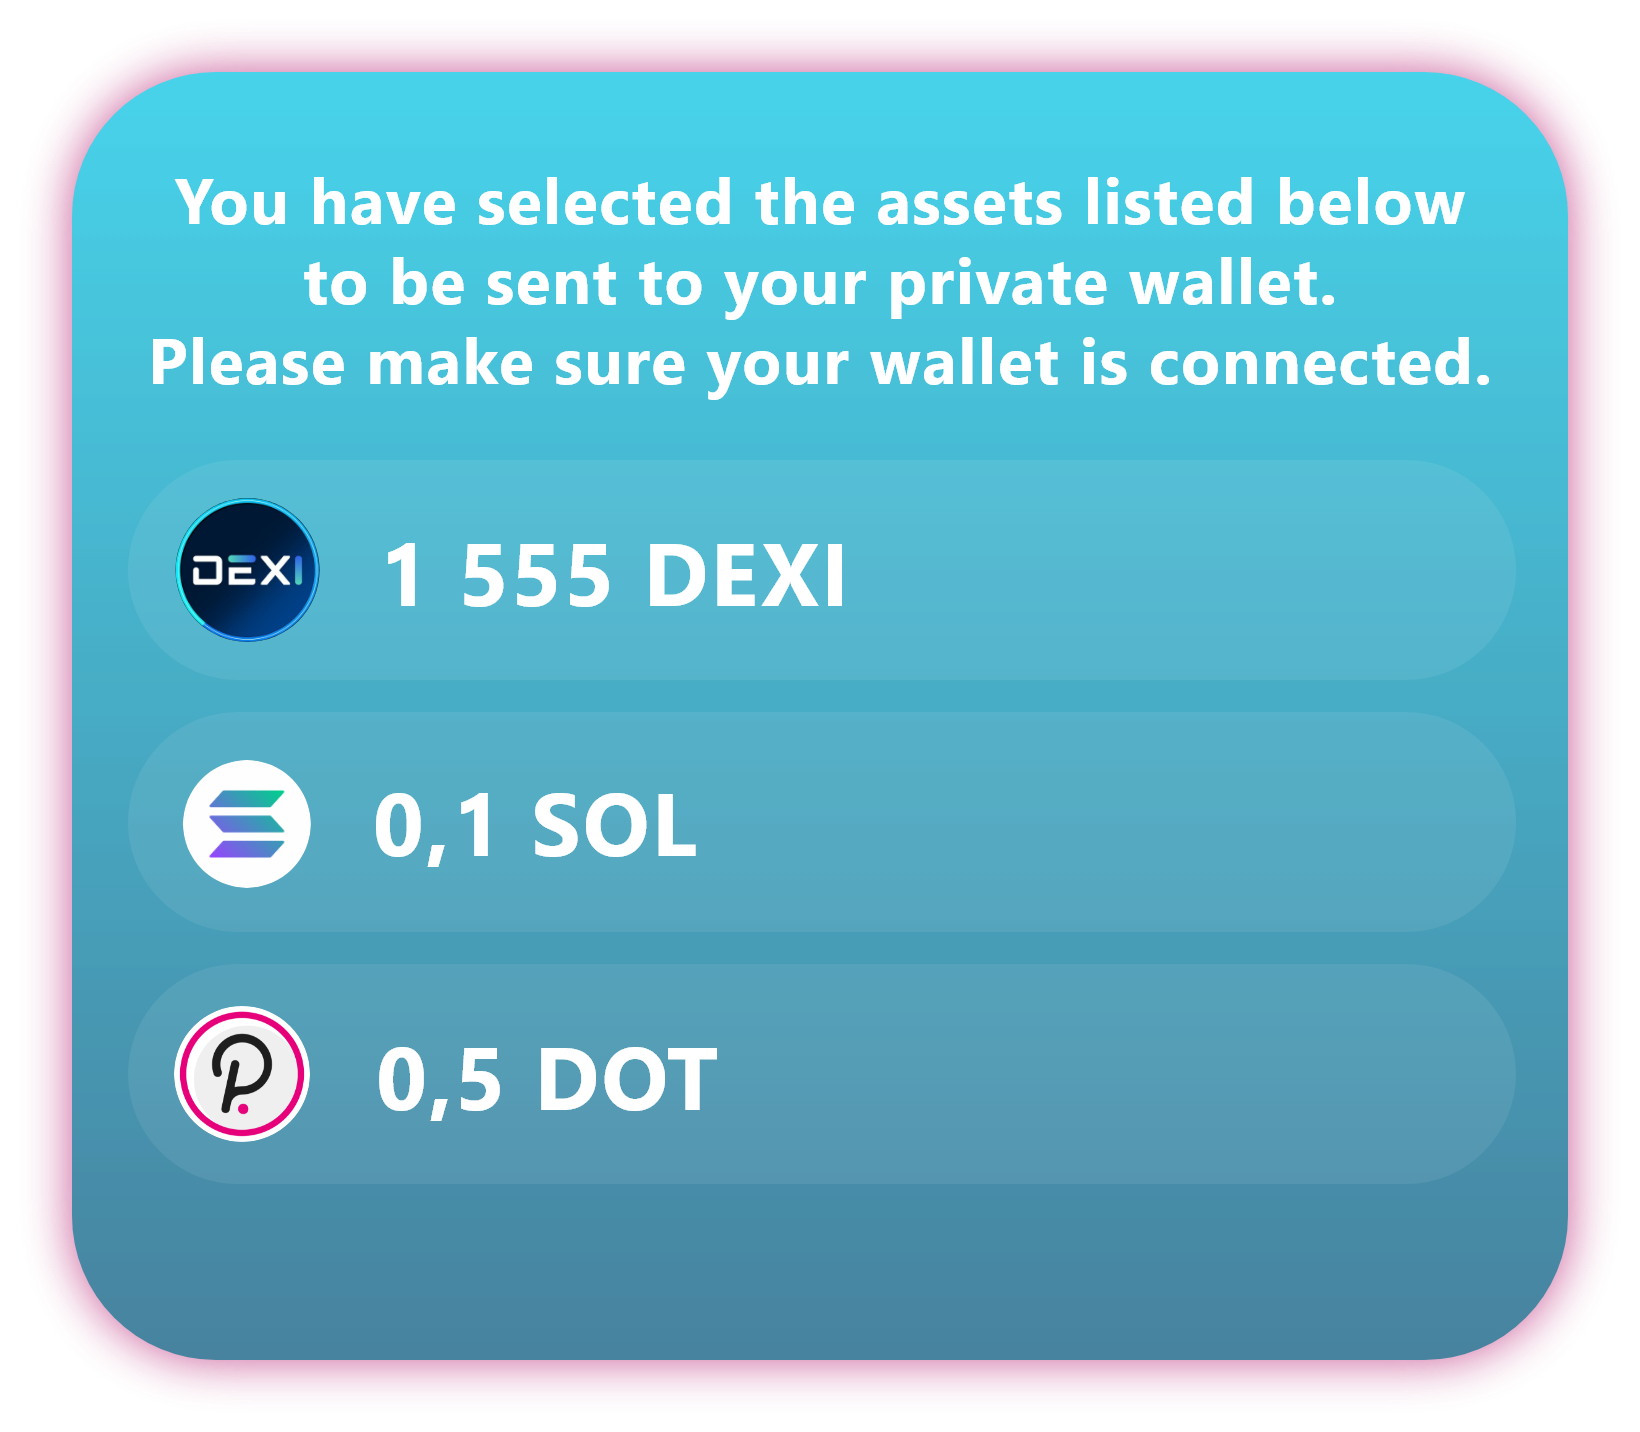 You have selected the assets listed below
to be sent to your private wallet.
Please make sure your wallet is connected.
DEXI
1 555 DEXI
0,1 SOL
0,5 DOT